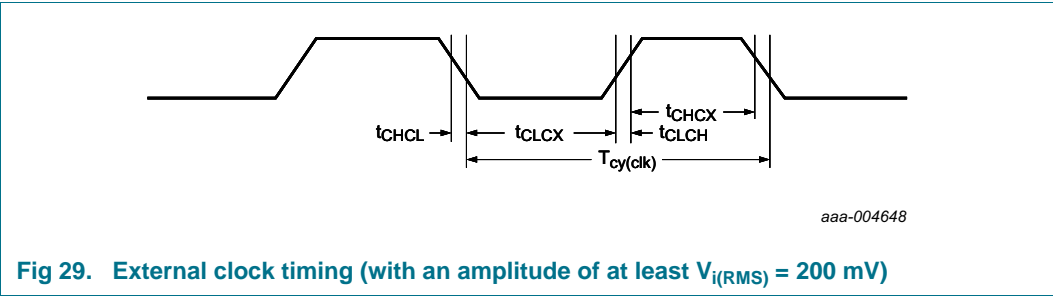 tCHCX
tCHCL
tCLCX
tCLCH
Tcy(clk)
aaa-004648
Fig 29. External clock timing (with an amplitude of at least Vi(RMS) = 200 mV)